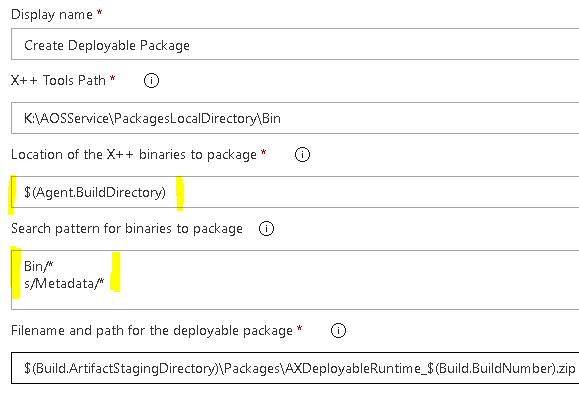 Display name *
Create Deployable Package
X++ Tools Path *
K:\AOSService\PackagesLocalDirectory\Bin
Location of the X++ binaries to package *
$(Agent.BuildDirectory)
Search pattern for binaries to package
Bin/*
s/Metadata/*
Filename and path for the deployable package *
$(Build.ArtifactStagingDirectory)\Packages\AXDeployableRuntime_$(Build.BuildNumber).zip